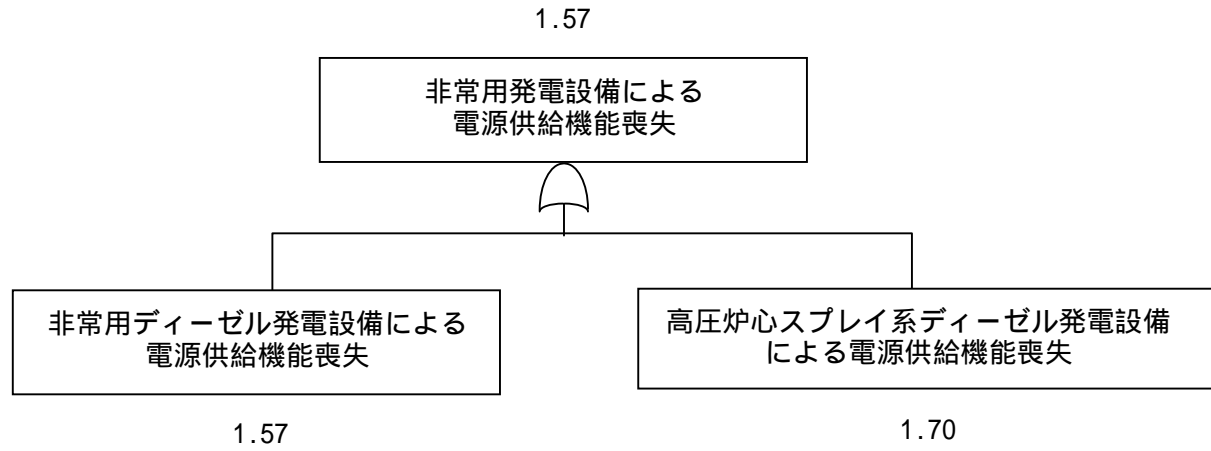 1.57
非常用発電設備による
電源供給機能喪失
非常用ディーゼル発電設備による
電源供給機能喪失
高圧炉心スプレイ系ディーゼル発電設備
による電源供給機能喪失
1.57
1.70